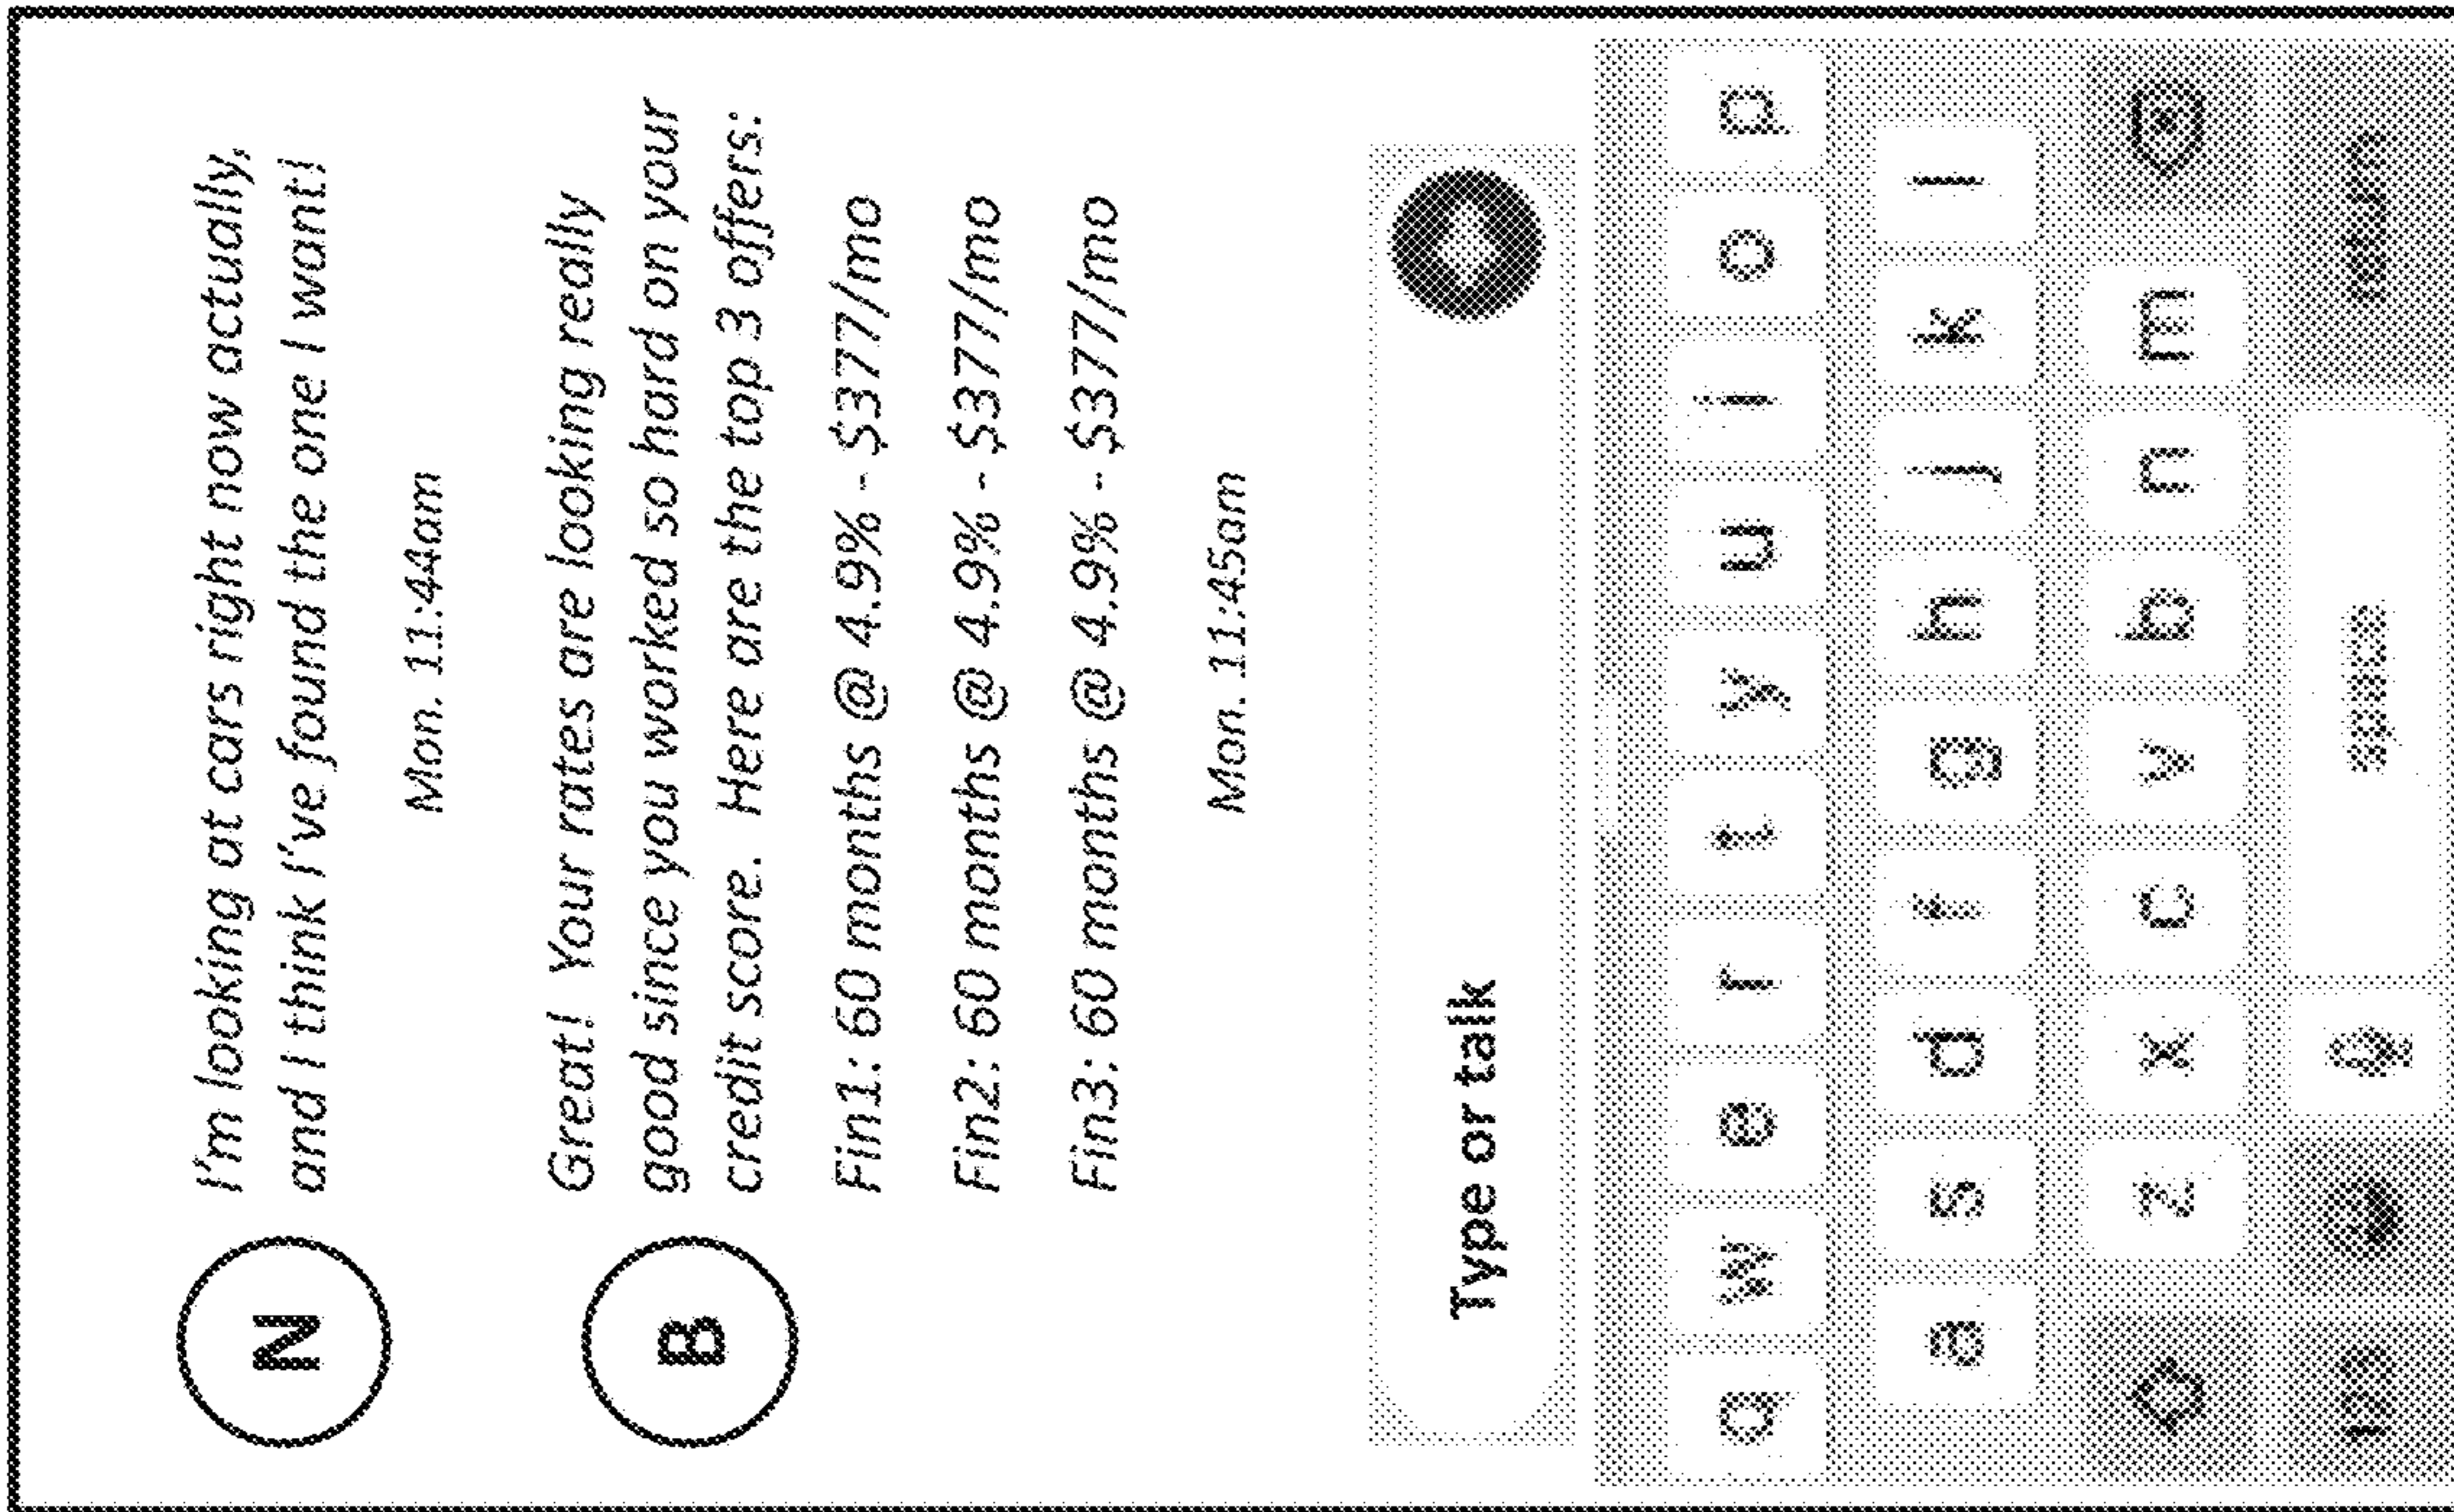 I'm looking at cars right now actually,
and I think I've found the one I want!
N
Mon. 11:44am
Great!  Your rates are looking really
good since you worked so hard on your
B
credit score.  Here are the top 3 offers:
Fin1: 60 months @ 4.9% - $377/mo
Fin2: 60 months @ 4.9% - $377/mo
Fin3: 60 months @ 4.9% - $377/mo
Mon. 11:45am
Type or talk
q w e r t y u i o p
a s d f g h j k l
z x c v b n m
123 space return